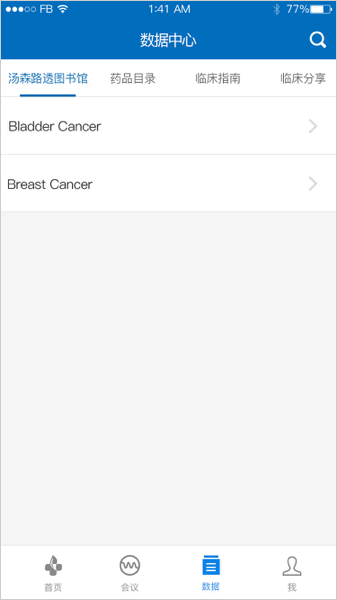 FB 1:41 AM 77%
数据中心
汤森路透图书馆 药品目录 临床指南 临床分享
Bladder Cancer
Breast Cancer
首页 会议 数据 我